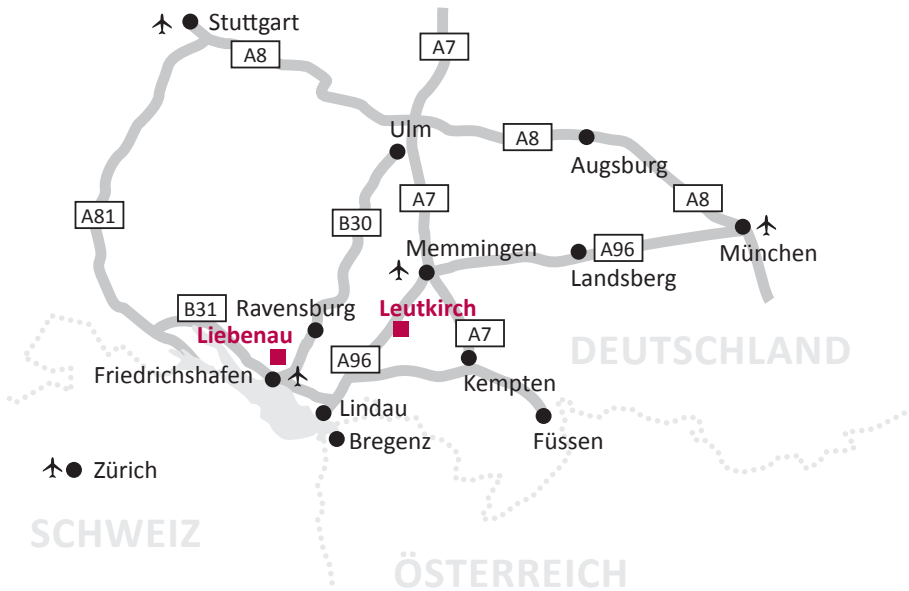 Stuttgart
A7
A8
Ulm
A8
Augsburg
A7
A8
A81
B30
Memmingen
A96
München
Landsberg
B31
Ravensburg
Leutkirch
Liebenau
A7
DEUTSCHLAND
A96
Friedrichshafen
Kempten
Lindau
Bregenz
Füssen
Zürich
SCHWEIZ
ÖSTERREICH